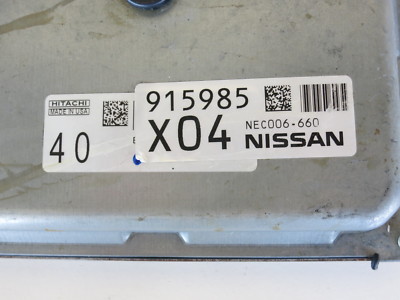 HITACHI
MADE IN USA
40
915985
X04
NEC006-660
NISSAN